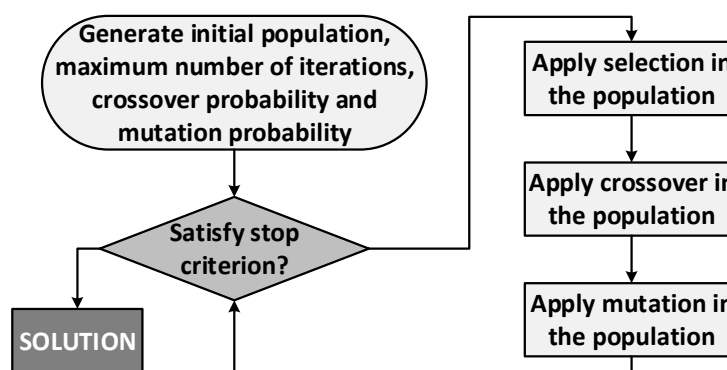 Generate initial population,
maximum number of iterations,
crossover probability and
mutation probability
Satisfy stop
criterion?
SOLUTION
Apply selection in
the population
Apply crossover in
the population
Apply mutation in
the population